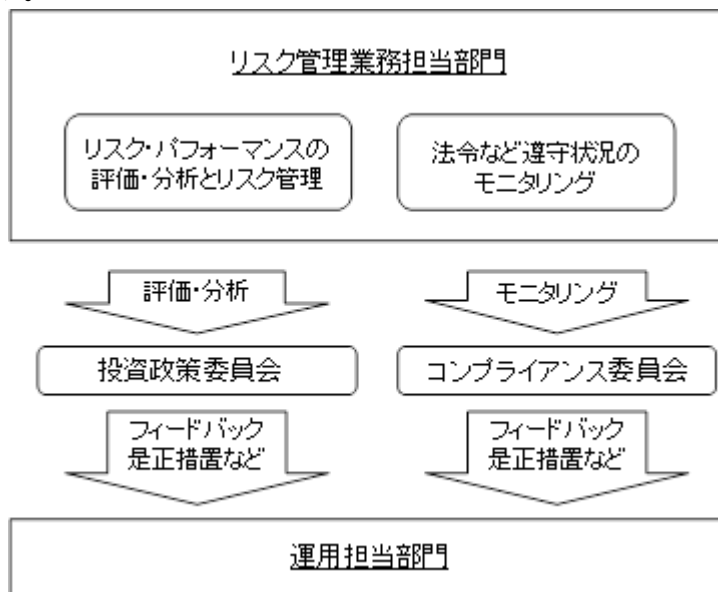 リスク管理業務担当部門
リスク・パフォーマンスの
評価・分析とリスク管理
法令など遵守状況の
モニタリング
評価・分析
モニタリング
投資政策委員会
コンプライアンス委員会
フィードバック
是正措置など
フィードバック
是正措置など
運用担当部門